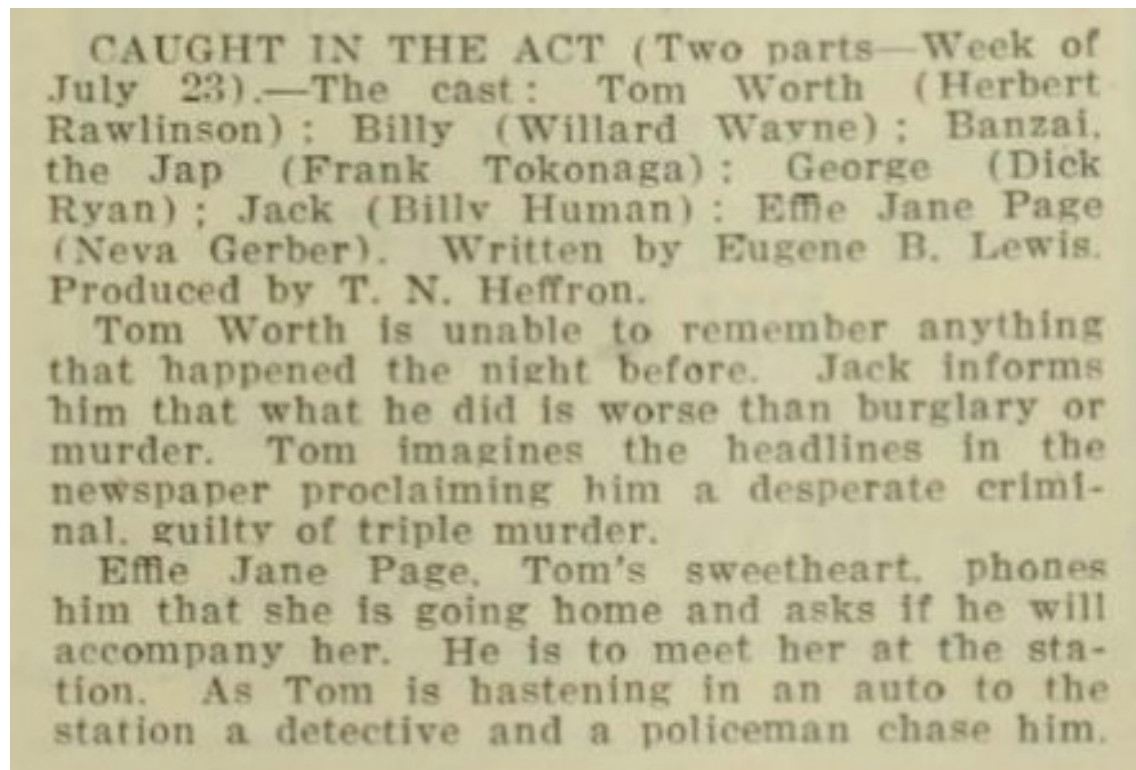 CAUGHT IN THE ACT (Two parts—Week of
July 23).—The cast: Tom Worth (Herbert
Rawlinson); Billy (Willard Wayne); Banzai,
the Jap (Frank Tokonaga); George (Dick
Ryan); Jack (Billy Human); Effie Jane Page
(Neva Gerber). Written by Eugene B. Lewis.
Produced by T. N. Heffron.
Tom Worth is unable to remember anything
that happened the night before. Jack informs
him that what he did is worse than burglary or
murder. Tom imagines the headlines in the
newspaper proclaiming him a desperate crimi-
nal, guilty of triple murder.
Effie Jane Page, Tom's sweetheart, phones
him that she is going home and asks if he will
accompany her. He is to meet her at the sta-
tion. As Tom is hastening in an auto to the
station a detective and a policeman chase him.